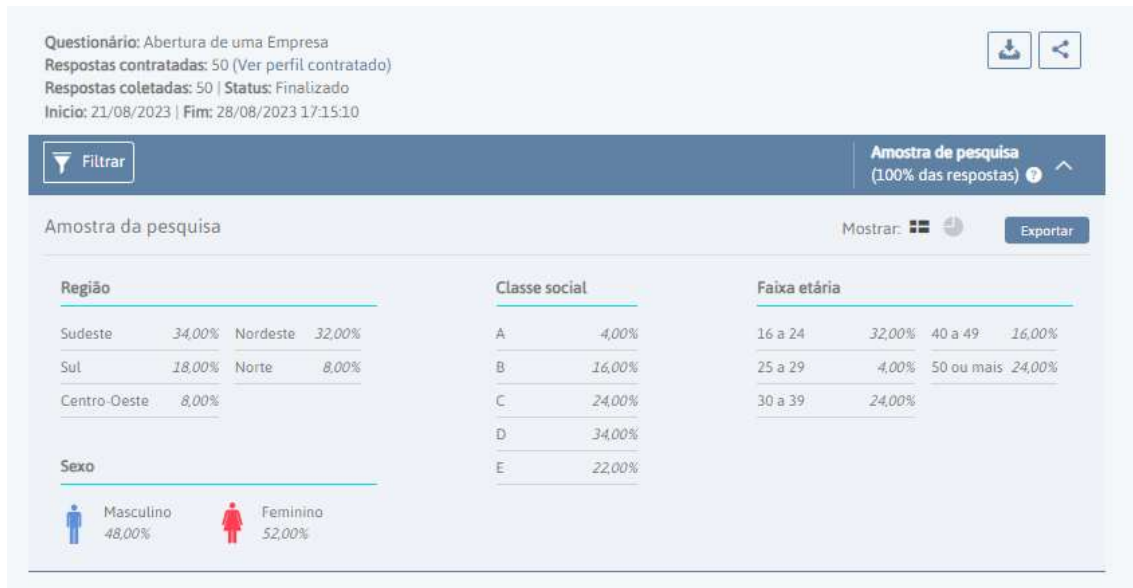 Questionário: Abertura de uma Empresa
Respostas contratadas: 50 (Ver perfil contratado)
Respostas coletadas: 50 | Status: Finalizado
Inicio: 21/08/2023 | Fim: 28/08/2023 17:15:10
Filtrar
Amostra de pesquisa
(100% das respostas) ?
Amostra da pesquisa
Mostrar:
Exportar
Região
Sudeste 34,00% Nordeste 32,00%
Sul 18,00% Norte 8,00%
Centro-Oeste 8,00%
Sexo
Masculino
48,00%
Feminino
52,00%
Classe social
A 4,00%
B 16,00%
C 24,00%
D 34,00%
E 22,00%
Faixa etária
16 a 24 32,00% 40 a 49 16,00%
25 a 29 4,00% 50 ou mais 24,00%
30 a 39 24,00%